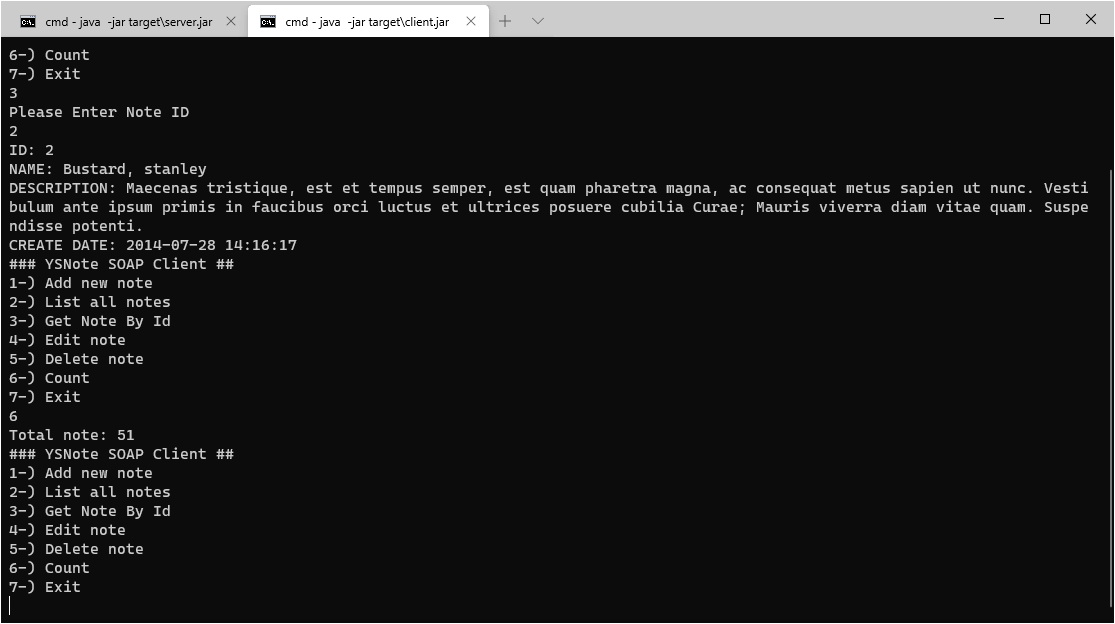 cmd - java  -jar target\server.jar
cmd - java  -jar target\client.jar
6-) Count
7-) Exit
3
Please Enter Note ID
2
ID: 2
NAME: Bustard, stanley
DESCRIPTION: Maecenas tristique, est et tempus semper, est quam pharetra magna, ac consequat metus sapien ut nunc. Vesti
bulum ante ipsum primis in faucibus orci luctus et ultrices posuere cubilia Curae; Mauris viverra diam vitae quam. Suspe
ndisse potenti.
CREATE DATE: 2014-07-28 14:16:17
### YSNote SOAP Client ##
1-) Add new note
2-) List all notes
3-) Get Note By Id
4-) Edit note
5-) Delete note
6-) Count
7-) Exit
6
Total note: 51
### YSNote SOAP Client ##
1-) Add new note
2-) List all notes
3-) Get Note By Id
4-) Edit note
5-) Delete note
6-) Count
7-) Exit